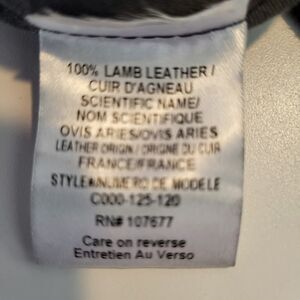 100% LAMB LEATHER /
CUIR D'AGNEAU
SCIENTIFIC NAME/
NOM SCIENTIFIQUE
OVIS ARIES/OVIS ARIES
LEATHER ORIGIN/ ORIGINE DU CUIR
FRANCE/FRANCE
STYLE#/NUMERO DE MODELE
C000-125-120
RN# 107677
Care on reverse
Entretien Au Verso